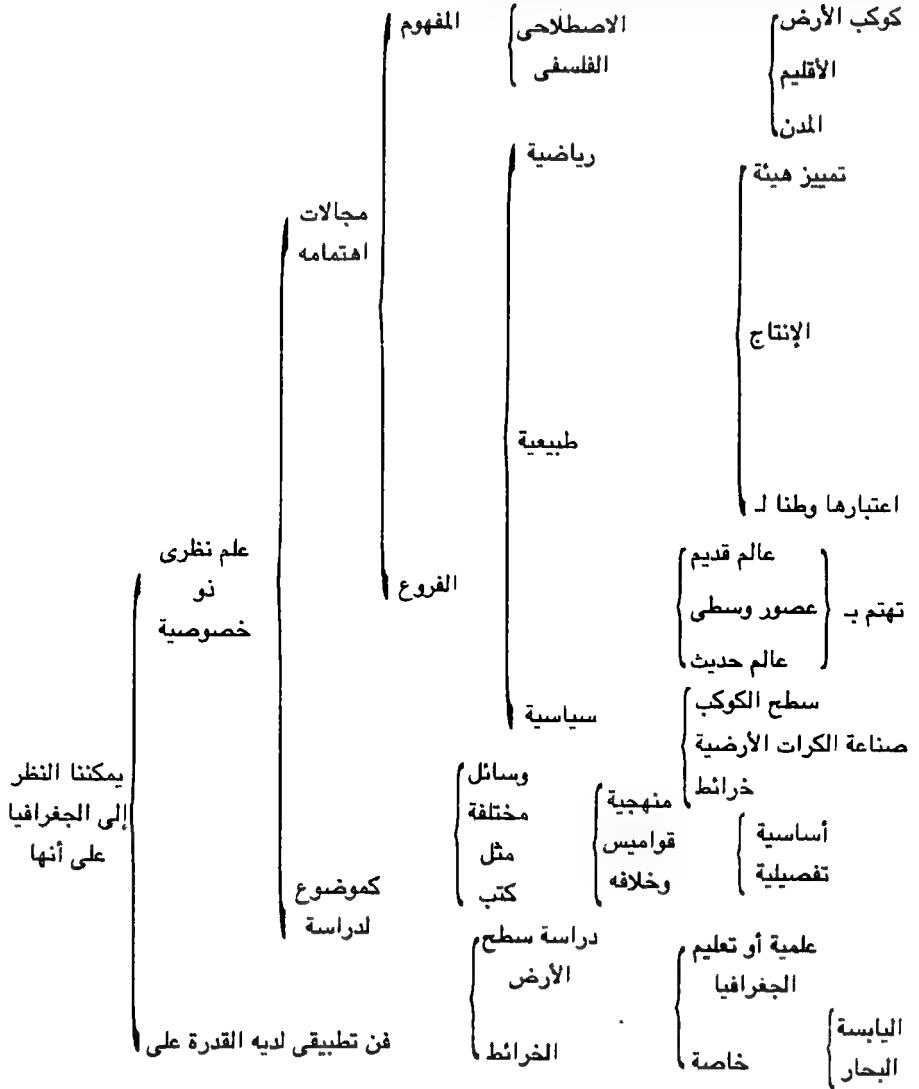 المفهوم
الاصطلاحى
الفلسفى
كوكب الأرض
الأقليم
المدن
رياضية
تمييز هيئة
مجالات
اهتمامه
الإنتاج
طبيعية
اعتبارها وطنا لـ
علم نظرى
ذو
خصوصية
الفروع
عالم قديم
عصور وسطى
عالم حديث
تهتم بـ
سياسية
سطح الكوكب
صناعة الكرات الأرضية
خرائط
يمكننا النظر
إلى الجغرافيا
على أنها
وسائل
مختلفة
مثل
كتب
منهجية
قواميس
وخلافه
أساسية
تفصيلية
كموضوع
لدراسة
دراسة سطح
الأرض
علمية أو تعليم
الجغرافيا
فن تطبيقى لديه القدرة على
الخرائط
خاصة
اليابسة
البحار